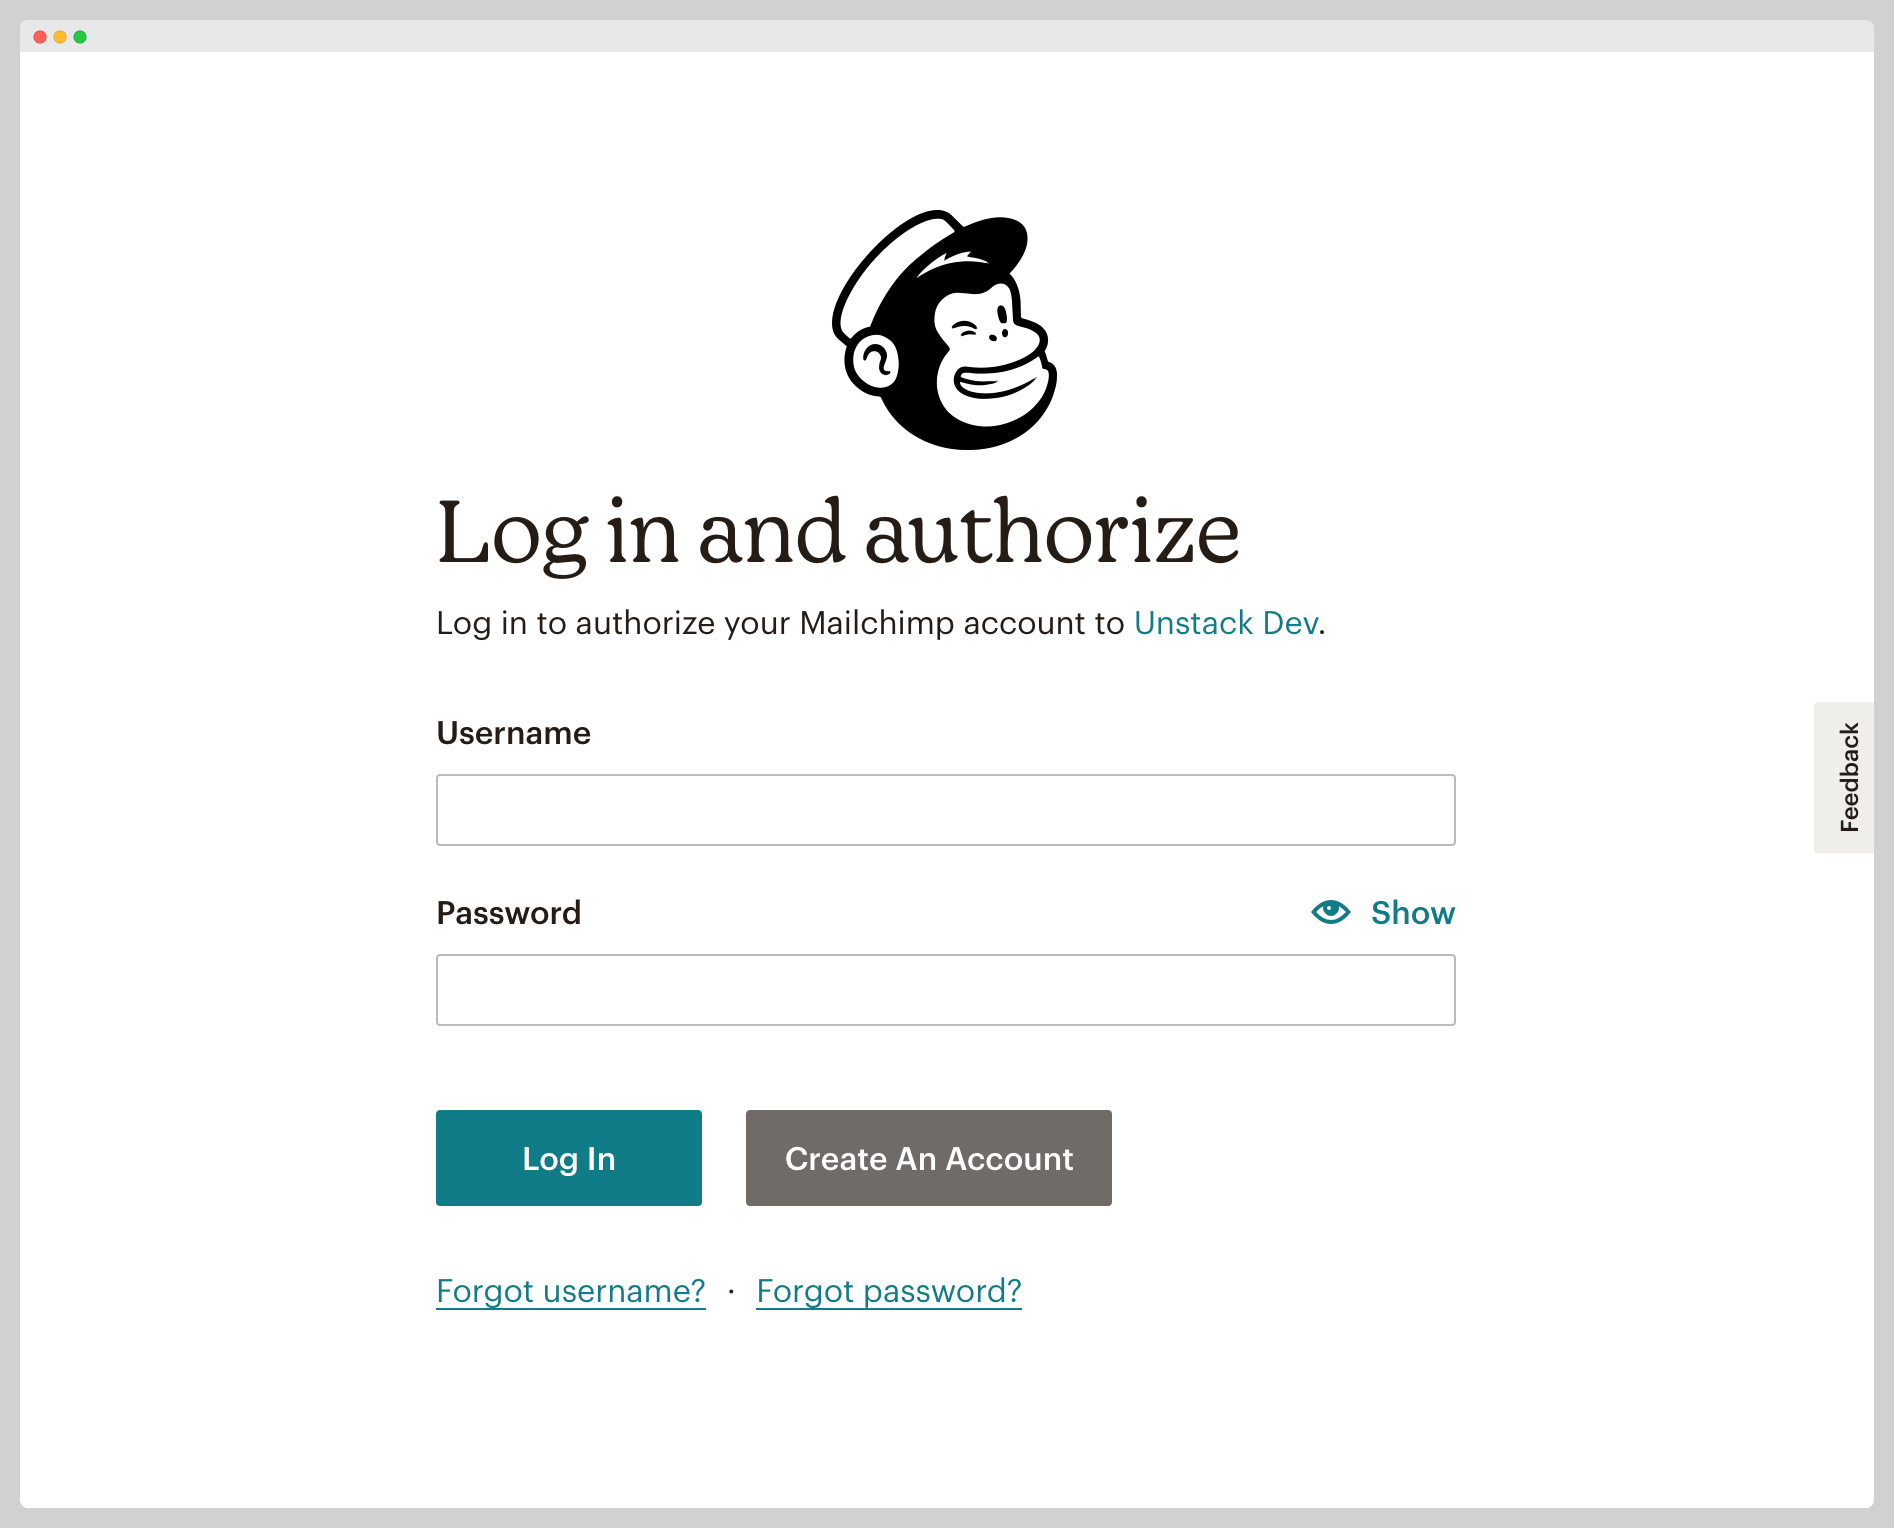 Log in and authorize
Log in to authorize your Mailchimp account to Unstack Dev.
Username
Password Show
Log In Create An Account
Forgot username? · Forgot password?
Feedback